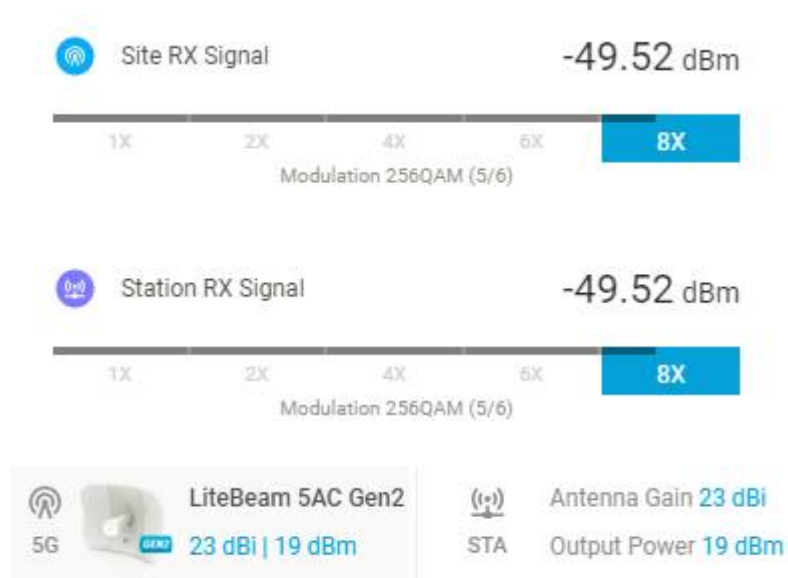 Site RX Signal -49.52 dBm
1X 2X 4X 6X 8X
Modulation 256QAM (5/6)
Station RX Signal -49.52 dBm
1X 2X 4X 6X 8X
Modulation 256QAM (5/6)
LiteBeam 5AC Gen2 Antenna Gain 23 dBi
5G GEN2 23 dBi | 19 dBm STA Output Power 19 dBm